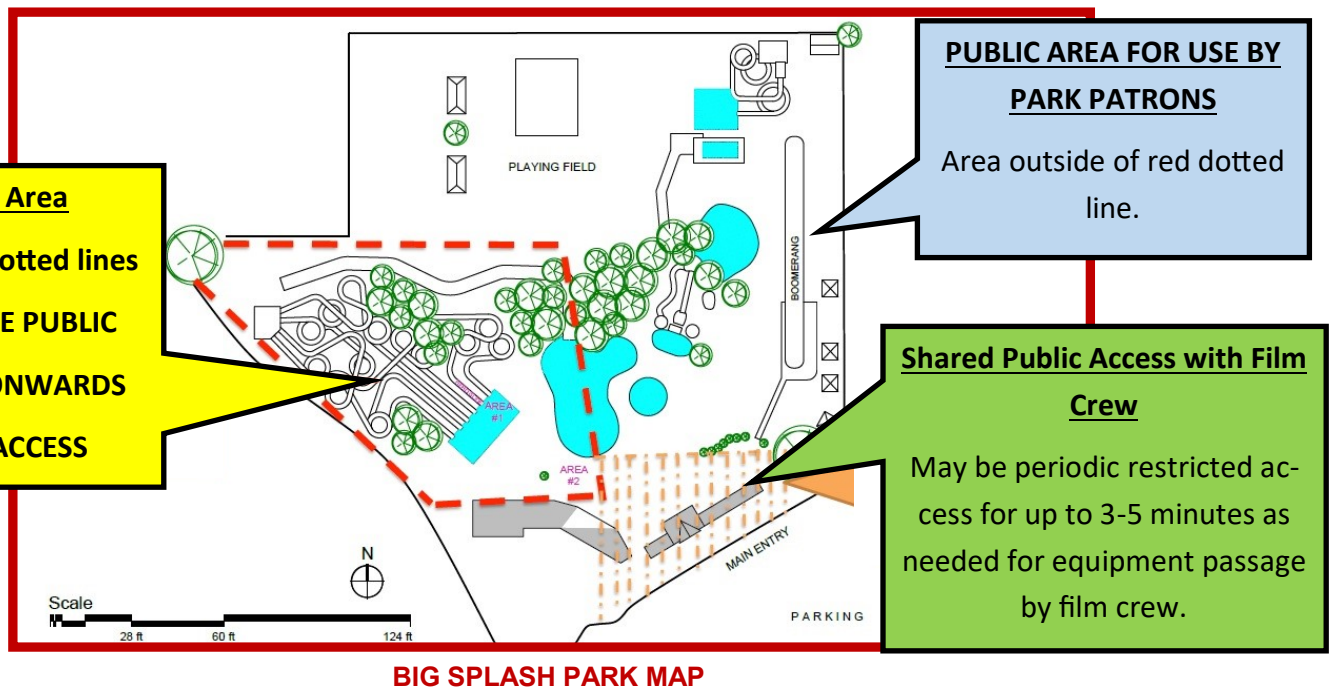 PUBLIC AREA FOR USE BY
PARK PATRONS
Area outside of red dotted
line.
PLAYING FIELD
Area
otted lines
E PUBLIC
ONWARDS
ACCESS
BOOMERANG
AREA
#1
AREA
#2
Shared Public Access with Film
Crew
May be periodic restricted ac-
cess for up to 3-5 minutes as
needed for equipment passage
by film crew.
MAIN ENTRY
N
Scale
28 ft
60 ft
124 ft
PARKING
BIG SPLASH PARK MAP